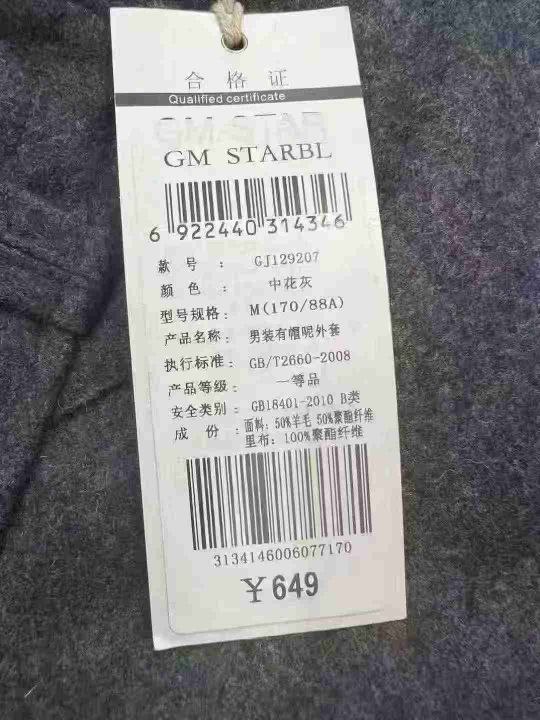 合格证
Qualified certificate
GM STARBL
6 922440 314346
款号：GJ129207
颜色：中花灰
型号规格：M(170/88A)
产品名称：男装有帽呢外套
执行标准：GB/T2660-2008
产品等级：一等品
安全类别：GB18401-2010 B类
成份：面料：50%羊毛 50%聚酯纤维
里布：100%聚酯纤维
3134146006077170
￥649